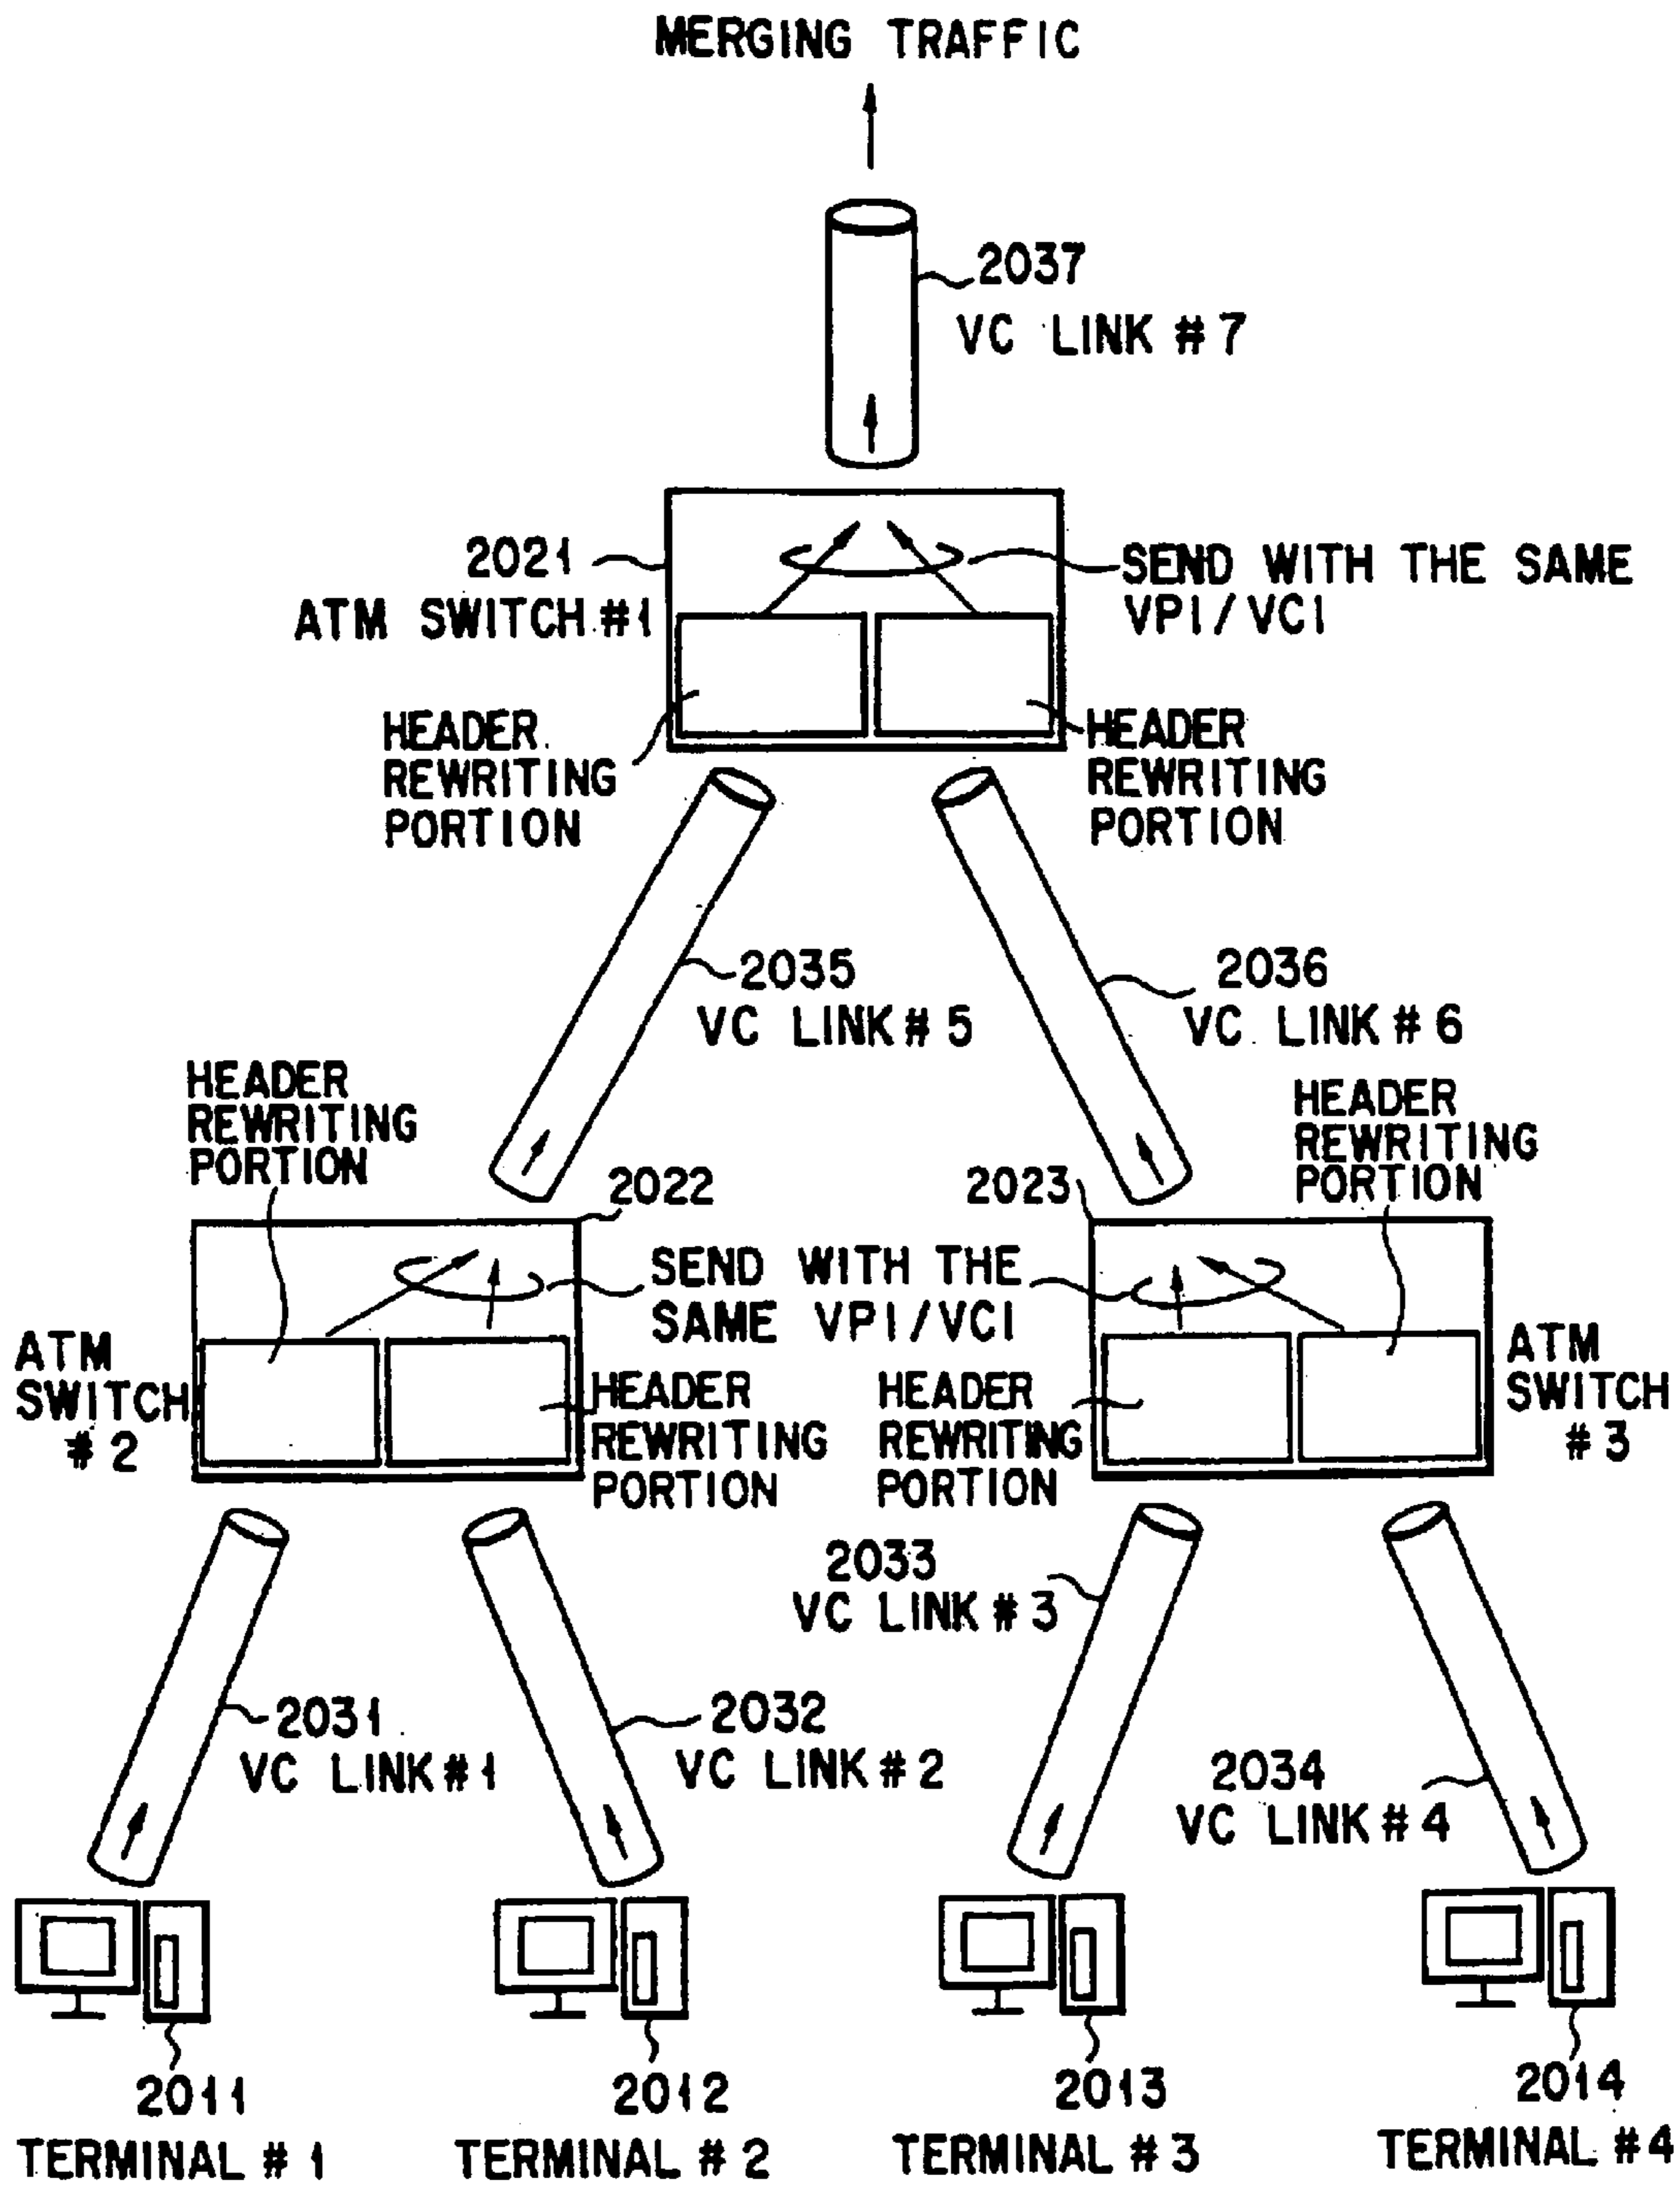 MERGING TRAFFIC
2037
VC LINK #7
2021
ATM SWITCH #1
SEND WITH THE SAME
VPI/VCI
HEADER
REWRITING
PORTION
HEADER
REWRITING
PORTION
2035
VC LINK #5
2036
VC LINK #6
HEADER
REWRITING
PORTION
HEADER
REWRITING
PORTION
2022
2023
SEND WITH THE
SAME VPI/VCI
ATM
SWITCH
#2
HEADER
REWRITING
PORTION
HEADER
REWRITING
PORTION
ATM
SWITCH
#3
2033
VC LINK #3
2031
VC LINK #1
2032
VC LINK #2
2034
VC LINK #4
2011
TERMINAL #1
2012
TERMINAL #2
2013
TERMINAL #3
2014
TERMINAL #4